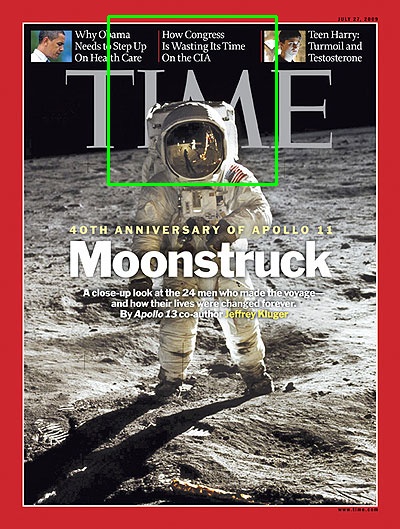 JULY 27, 2009
Why Obama
Needs to Step Up
On Health Care
How Congress
Is Wasting Its Time
On the CIA
Teen Harry:
Turmoil and
Testosterone
TIME
40TH ANNIVERSARY OF APOLLO 11
Moonstruck
A close-up look at the 24 men who made the voyage—
and how their lives were changed forever
By Apollo 13 co-author Jeffrey Kluger
www.time.com